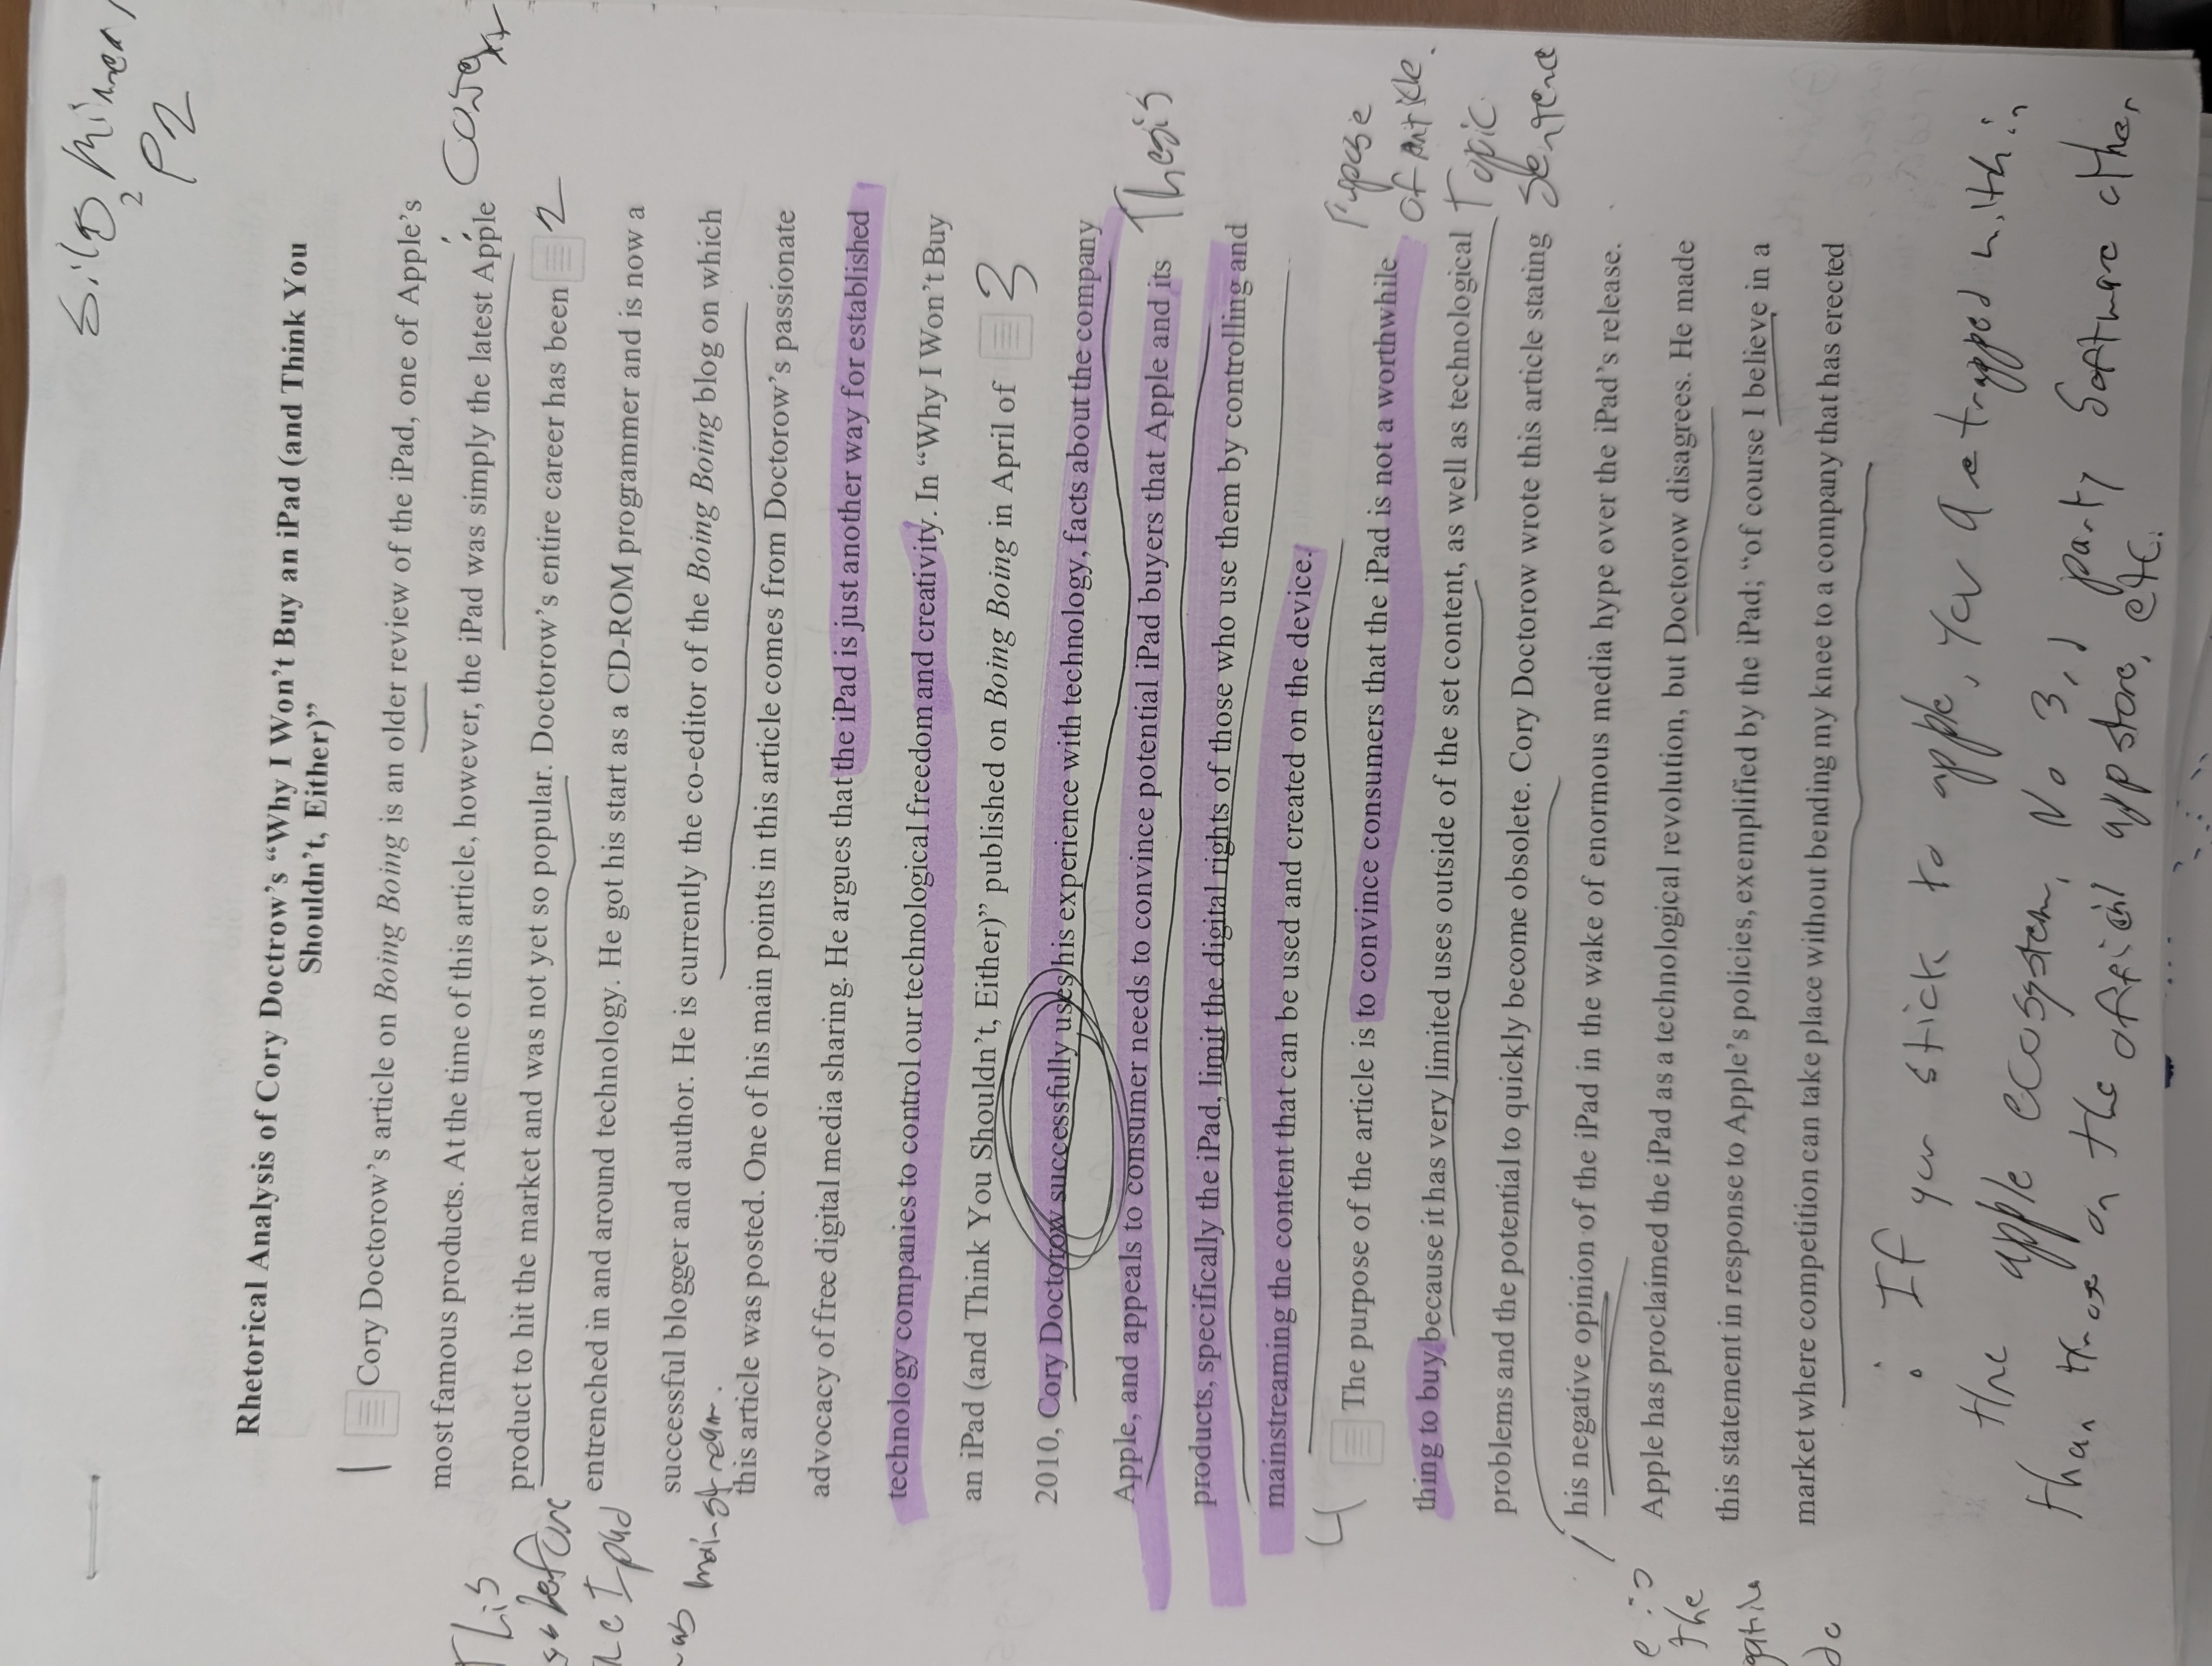 Silas Miner
P2
2
Rhetorical Analysis of Cory Doctrow's “Why I Won't Buy an iPad (and Think You
Shouldn't, Either)”
1 Cory Doctorow's article on Boing Boing is an older review of the iPad, one of Apple's
most famous products. At the time of this article, however, the iPad was simply the latest Apple
product to hit the market and was not yet so popular. Doctorow's entire career has been 2
entrenched in and around technology. He got his start as a CD-ROM programmer and is now a
successful blogger and author. He is currently the co-editor of the Boing Boing blog on which
this article was posted. One of his main points in this article comes from Doctorow's passionate
advocacy of free digital media sharing. He argues that the iPad is just another way for established
technology companies to control our technological freedom and creativity. In “Why I Won't Buy
an iPad (and Think You Shouldn't, Either)” published on Boing Boing in April of 3
2010, Cory Doctorow successfully uses his experience with technology, facts about the company
Apple, and appeals to consumer needs to convince potential iPad buyers that Apple and its
products, specifically the iPad, limit the digital rights of those who use them by controlling and
mainstreaming the content that can be used and created on the device.
4 The purpose of the article is to convince consumers that the iPad is not a worthwhile
thing to buy because it has very limited uses outside of the set content, as well as technological
problems and the potential to quickly become obsolete. Cory Doctorow wrote this article stating
his negative opinion of the iPad in the wake of enormous media hype over the iPad's release.
Apple has proclaimed the iPad as a technological revolution, but Doctorow disagrees. He made
this statement in response to Apple's policies, exemplified by the iPad; “of course I believe in a
market where competition can take place without bending my knee to a company that has erected
This
before
Ipad
was
mainstream.
Thesis
Purpose
of Article.
Topic
Sentence
the
: If you stick to apple, you are trapped within
the apple ecosystem, No 3rd party Software other
than those on the official app store, etc.